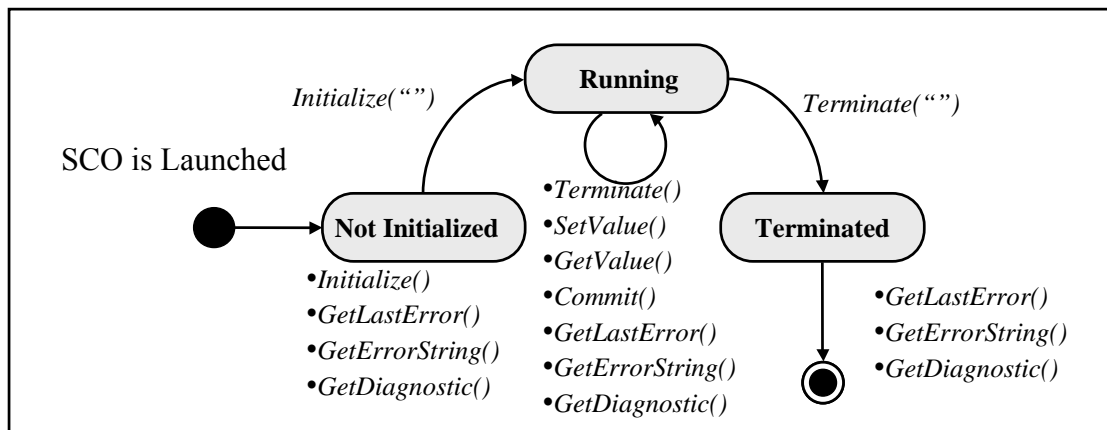 Running
Initialize(“”)
Terminate(“”)
SCO is Launched
Not Initialized
•Initialize()
•GetLastError()
•GetErrorString()
•GetDiagnostic()
•Terminate()
•SetValue()
•GetValue()
•Commit()
•GetLastError()
•GetErrorString()
•GetDiagnostic()
Terminated
•GetLastError()
•GetErrorString()
•GetDiagnostic()